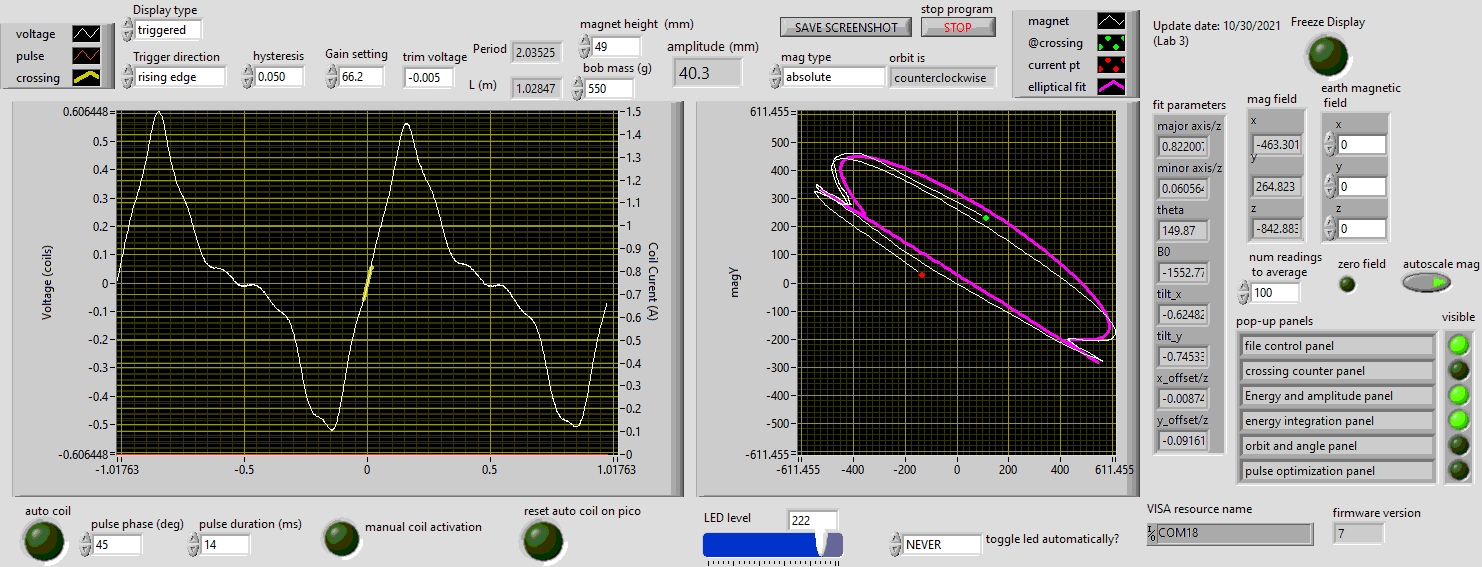 voltage
pulse
crossing
Display type
triggered
Trigger direction
rising edge
hysteresis
0.050
Gain setting
66.2
trim voltage
-0.005
Period
2.03525
L (m)
1.02847
magnet height (mm)
49
bob mass (g)
550
amplitude (mm)
40.3
SAVE SCREENSHOT
stop program
STOP
mag type
absolute
orbit is
counterclockwise
magnet
@crossing
current pt
elliptical fit
Update date: 10/30/2021
(Lab 3)
Freeze Display
0.606448
0.5
0.4
0.3
0.2
0.1
0
-0.1
-0.2
-0.3
-0.4
-0.5
-0.606448
Voltage (coils)
-1.01763
-0.5
0
0.5
1.01763
1.5
1.4
1.3
1.2
1.1
1
0.9
0.8
0.7
0.6
0.5
0.4
0.3
0.2
0.1
0
Coil Curent (A)
611.455
500
400
300
200
100
0
-100
-200
-300
-400
-500
-611.455
magy
-611.455
-400
-200
0
200
400
611.455
fit parameters
major axis/z
0.822007
minor axis/z
0.06056
theta
149.87
B0
-1552.77
tilt_x
-0.62482
tilt_y
-0.7453
x_offset/z
-0.00874
y_offset/z
-0.09161
mag field
x
-463.301
y
264.823
z
-842.883
earth magnetic
field
x
0
y
0
z
0
num readings
to average
100
zero field
autoscale mag
pop-up panels
visible
file control panel
crossing counter panel
Energy and amplitude panel
energy integration panel
orbit and angle panel
pulse optimization panel
auto coil
pulse phase (deg)
45
pulse duration (ms)
14
manual coil activation
reset auto coil on pico
LED level
222
NEVER
toggle led automatically?
VISA resource name
COM18
firmware version
7